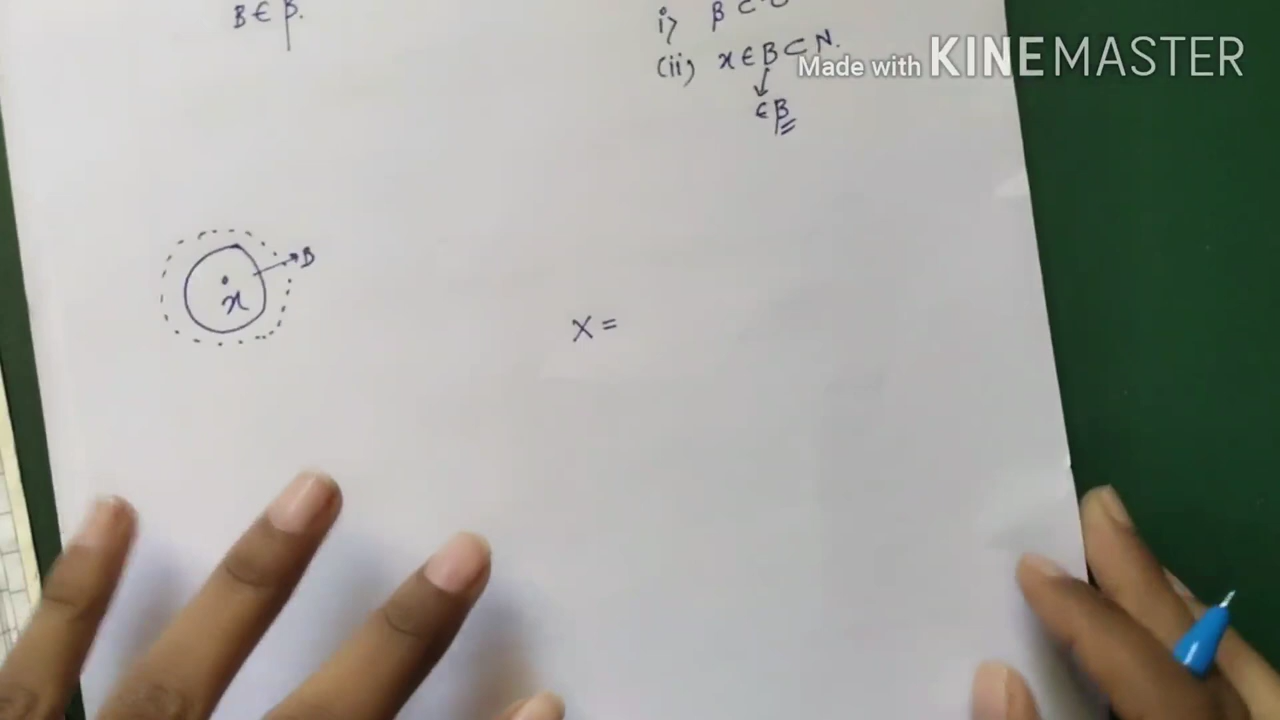 B ∈ β.
i) β ⊂
(ii) x ∈ B ⊂ N.
∈ β
Made with KINEMASTER
B
x
X =